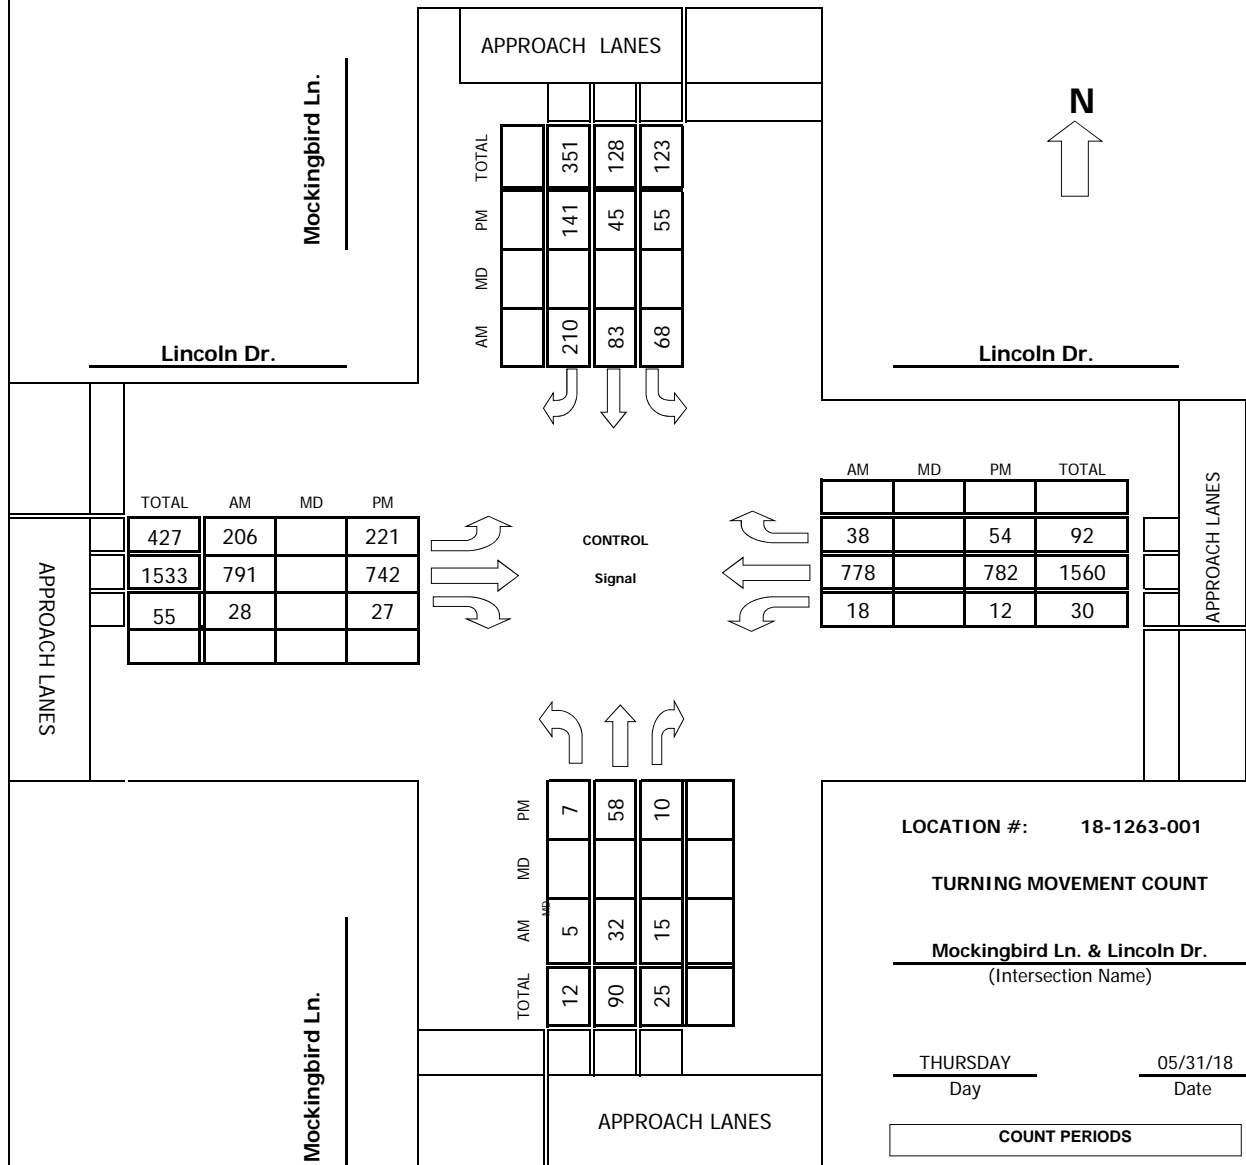 APPROACH LANES
Mockingbird Ln.
N
TOTAL 351 128 123
PM 141 45 55
MD
AM 210 83 68
Lincoln Dr.
Lincoln Dr.
TOTAL AM MD PM
427 206 221
1533 791 742
55 28 27
APPROACH LANES
CONTROL
Signal
AM MD PM TOTAL
38 54 92
778 782 1560
18 12 30
APPROACH LANES
PM 7 58 10
MD
MD
AM 5 32 15
TOTAL 12 90 25
Mockingbird Ln.
APPROACH LANES
LOCATION #: 18-1263-001
TURNING MOVEMENT COUNT
Mockingbird Ln. & Lincoln Dr.
(Intersection Name)
THURSDAY 05/31/18
Day Date
COUNT PERIODS